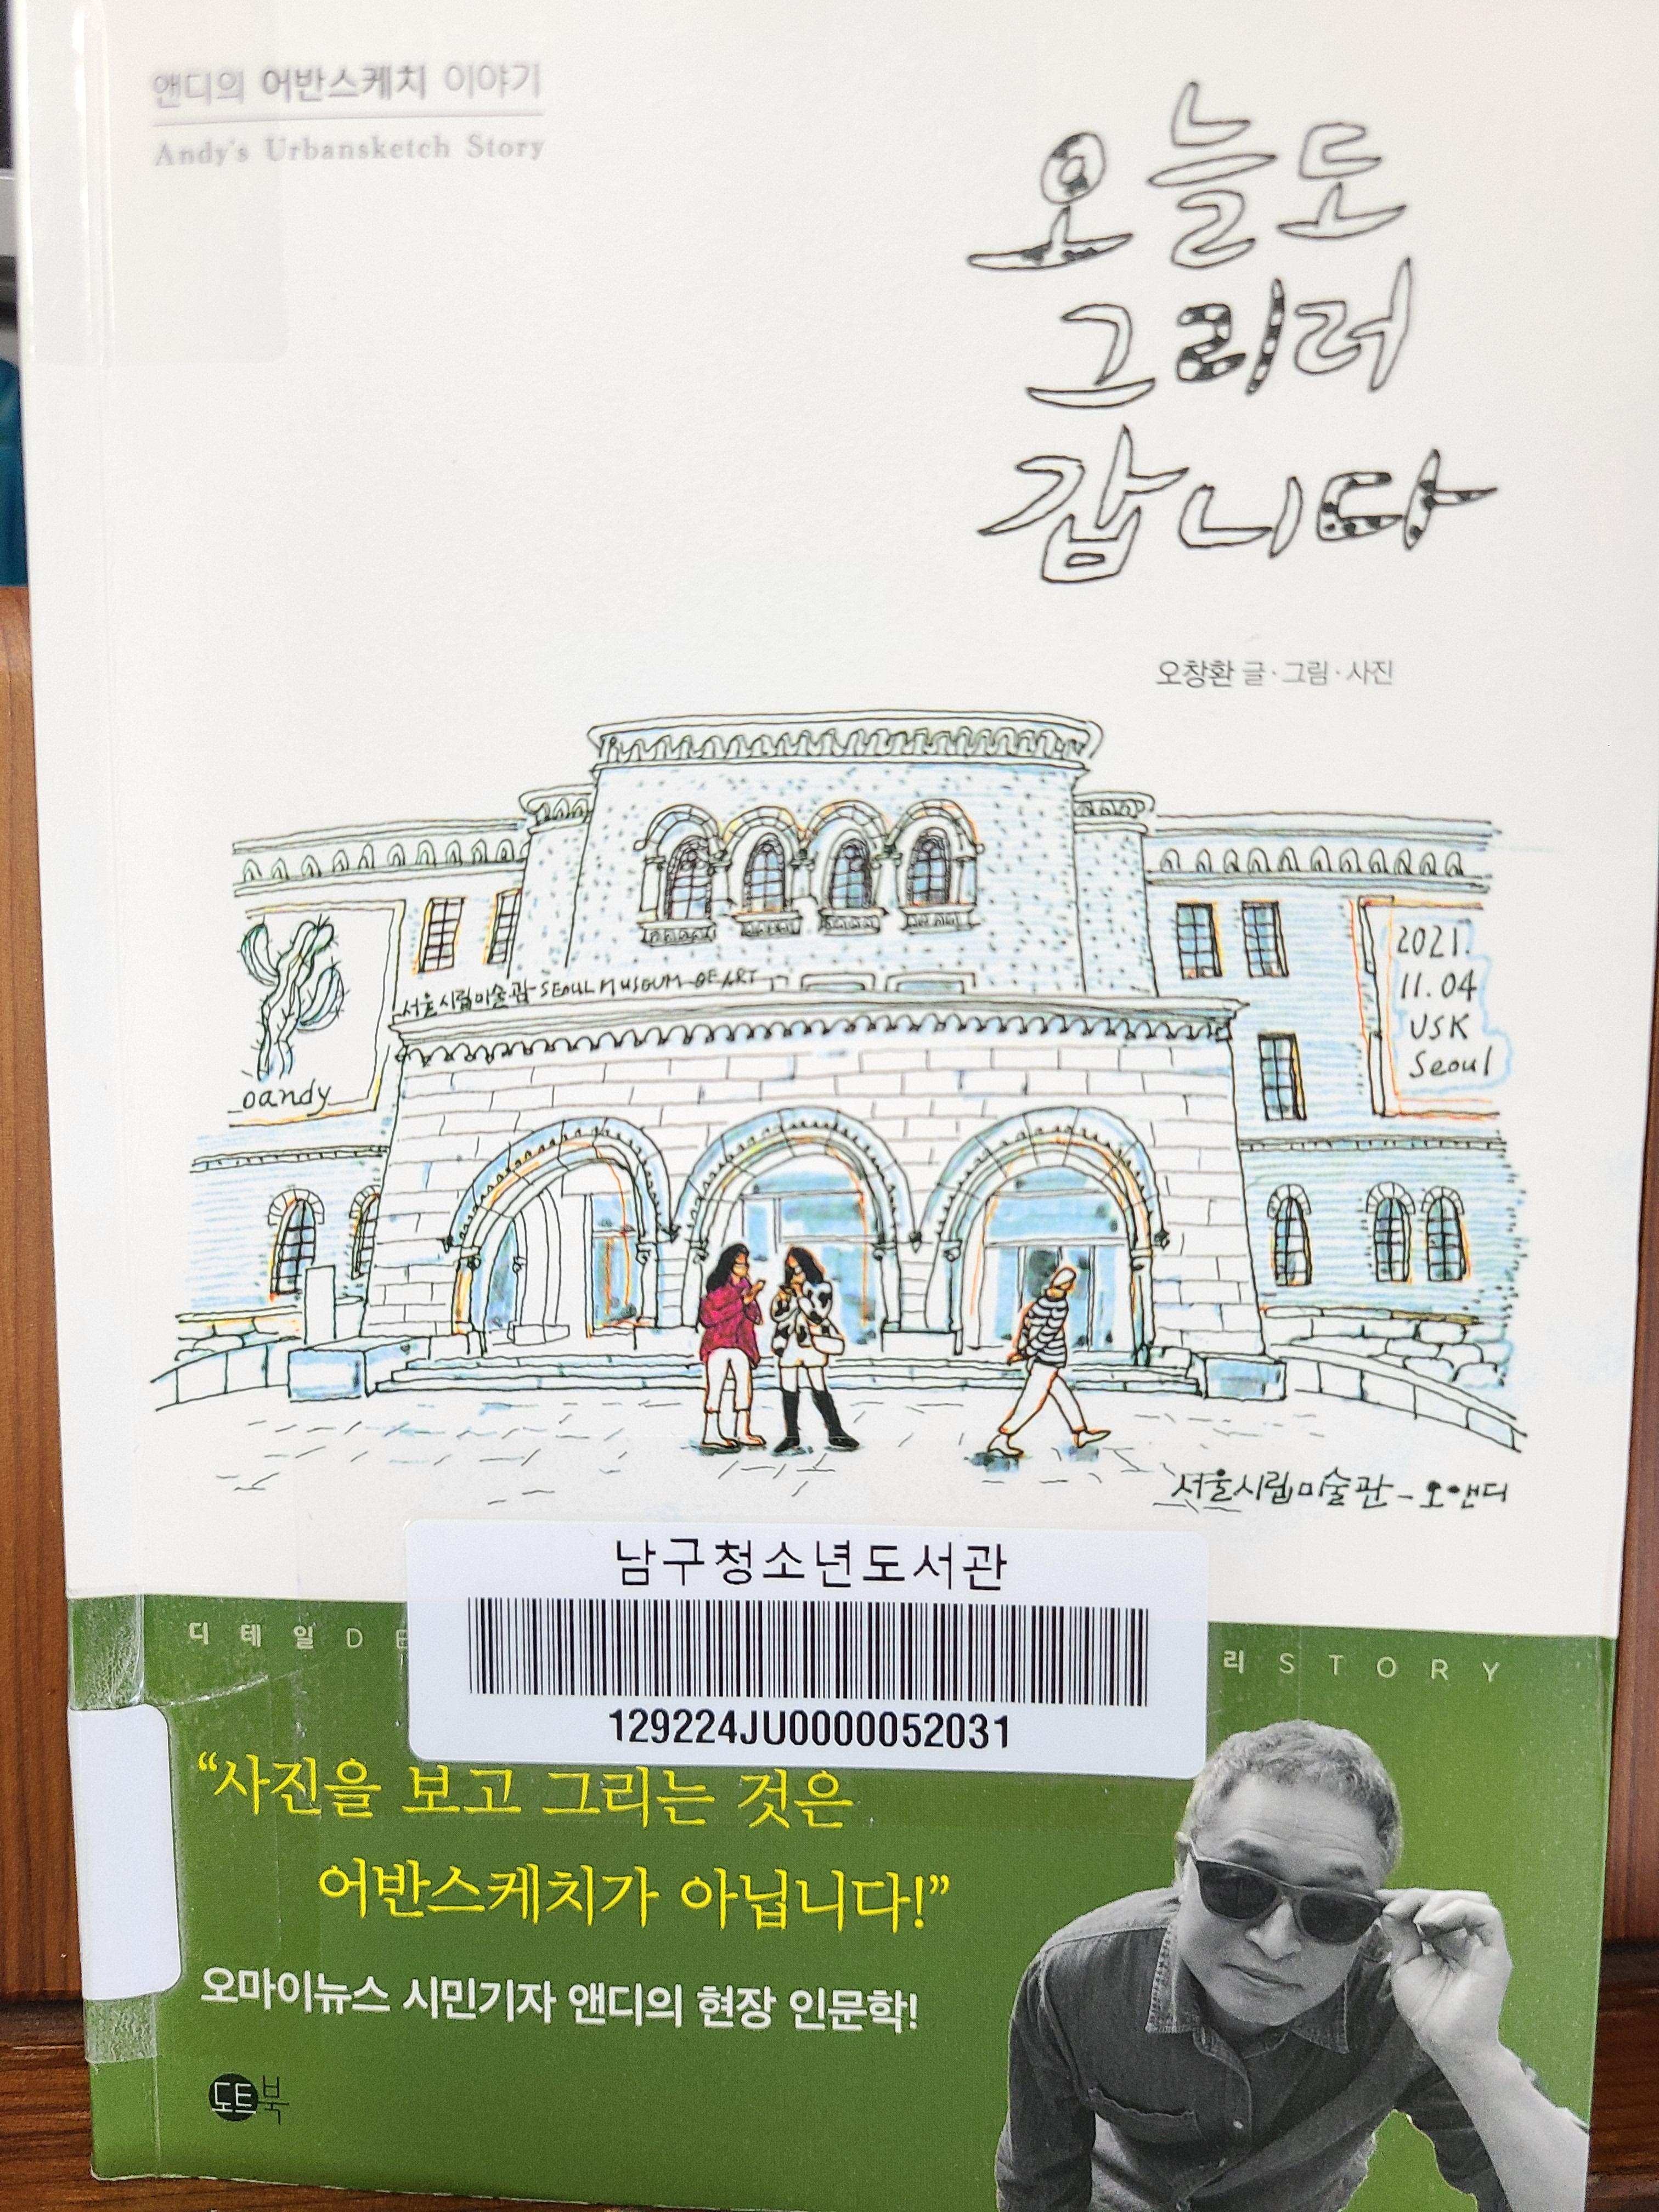 앤디의 어반스케치 이야기
Andy's Urbansketch Story
오늘도
그리러
갑니다
오창환 글·그림·사진
서울시립미술관 SEOUL MUSEUM OF ART
oandy
2021.
11.04
USK
Seoul
서울시립미술관 - 오앤디
남구청소년도서관
129224JU0000052031
디테일 DE
리 STORY
“사진을 보고 그리는 것은
어반스케치가 아닙니다!”
오마이뉴스 시민기자 앤디의 현장 인문학!
도트북